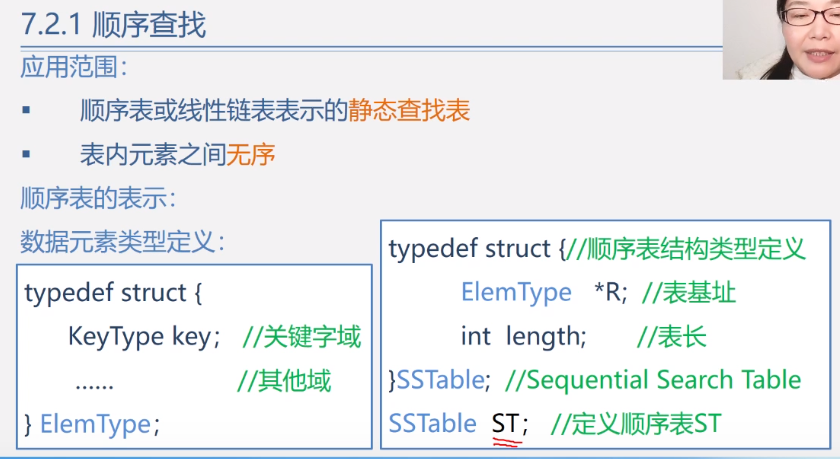 7.2.1 顺序查找
应用范围：
▪ 顺序表或线性链表表示的静态查找表
▪ 表内元素之间无序
顺序表的表示：
数据元素类型定义：
typedef struct {
KeyType key； //关键字域
...... //其他域
} ElemType；
typedef struct {//顺序表结构类型定义
ElemType *R; //表基址
int length; //表长
}SSTable; //Sequential Search Table
SSTable ST； //定义顺序表ST